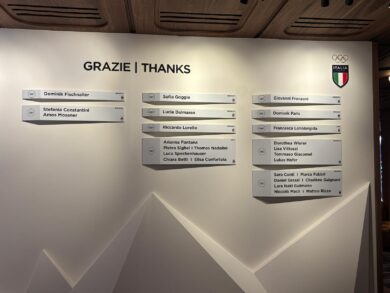 GRAZIE | THANKS
ITALIA
Dominik Fischnaller
Stefania Constantini
Amos Mosaner
Sofia Goggia
Lucia Dalmasso
Riccardo Lorello
Arianna Fontana
Pietro Sighel | Thomas Nadalini
Luca Spechenhauser
Chiara Betti | Elisa Confortola
Giovanni Franzoni
Dominik Paris
Francesca Lollobrigida
Dorothea Wierer
Lisa Vittozzi
Tommaso Giacomel
Lukas Hofer
Sara Conti | Marco Fabbri
Daniel Grassl | Charlène Guignard
Lara Naki Gutmann
Niccolò Macii | Matteo Rizzo